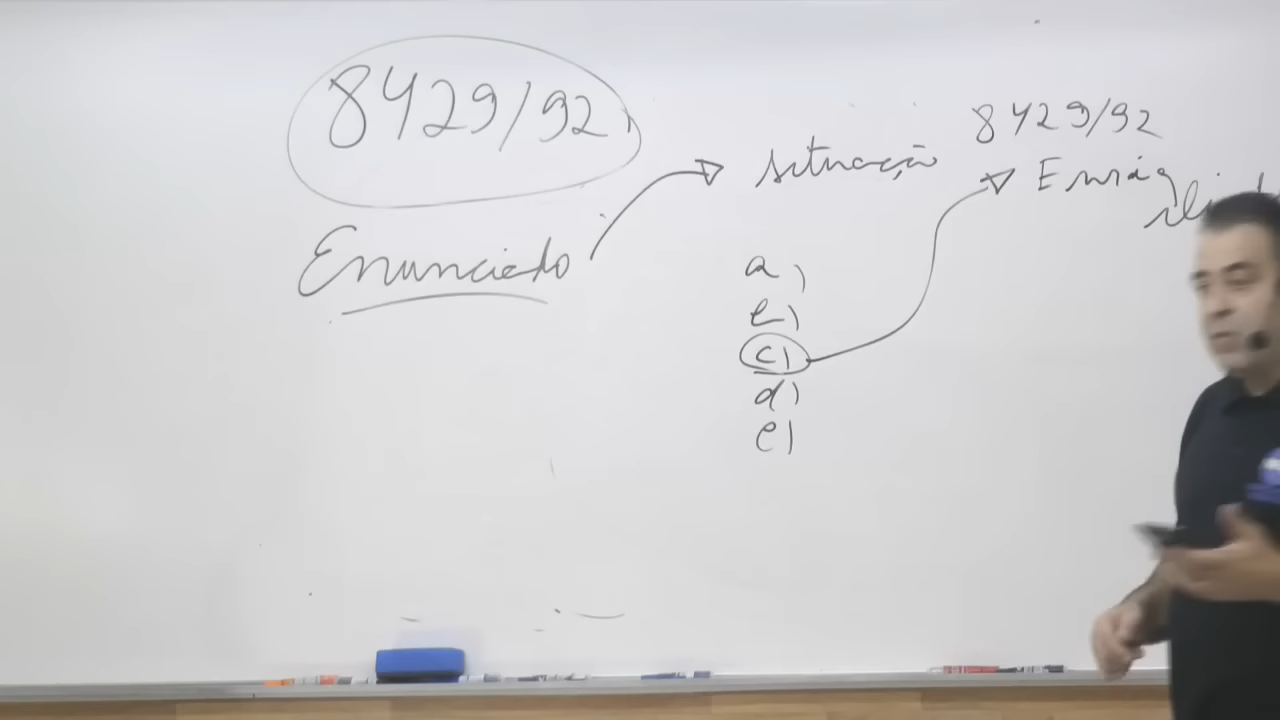 8429/92,
Enunciado
situação
8429/92
Enriq
a)
b)
c)
d)
e)